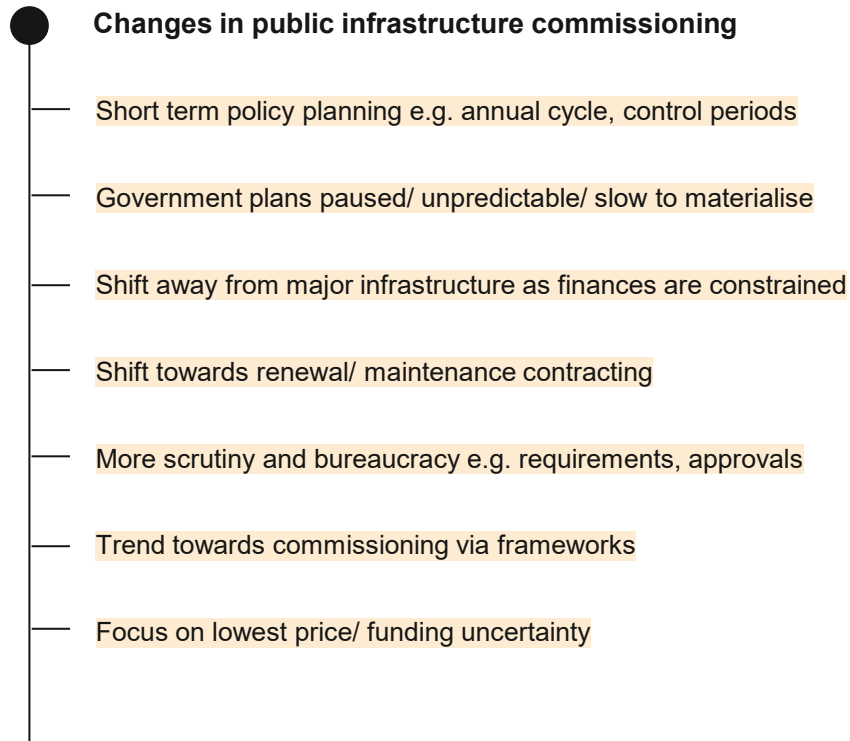 Changes in public infrastructure commissioning
Short term policy planning e.g. annual cycle, control periods
Government plans paused/ unpredictable/ slow to materialise
Shift away from major infrastructure as finances are constrained
Shift towards renewal/ maintenance contracting
More scrutiny and bureaucracy e.g. requirements, approvals
Trend towards commissioning via frameworks
Focus on lowest price/ funding uncertainty